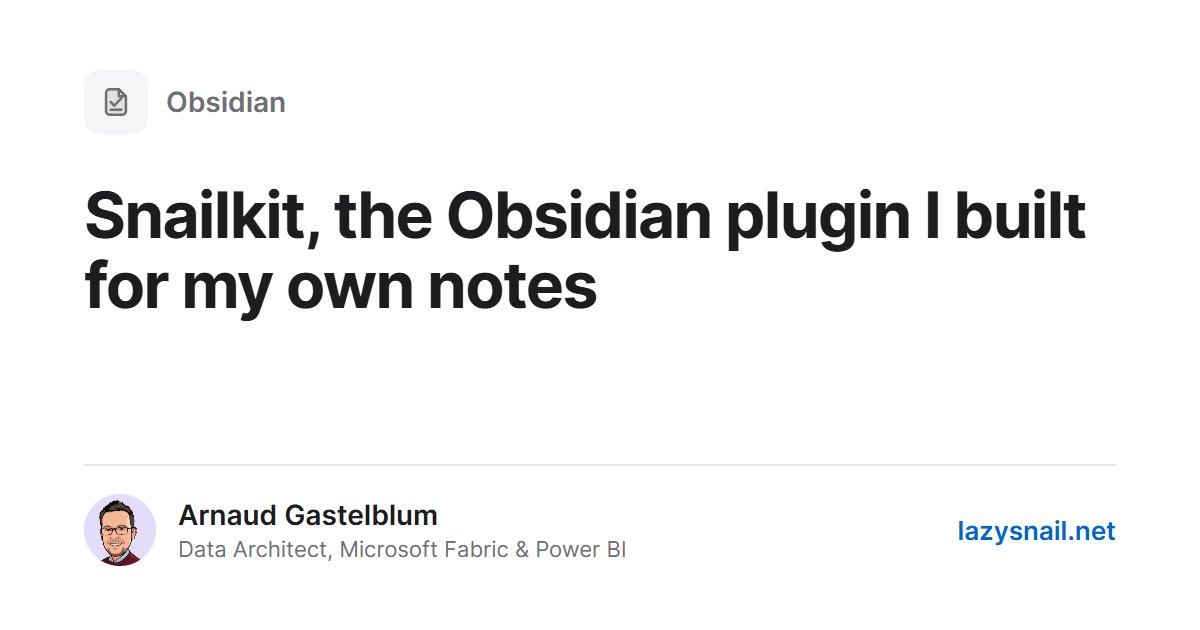 Obsidian
Snailkit, the Obsidian plugin I built
for my own notes
Arnaud Gastelblum
Data Architect, Microsoft Fabric & Power BI
lazysnail.net